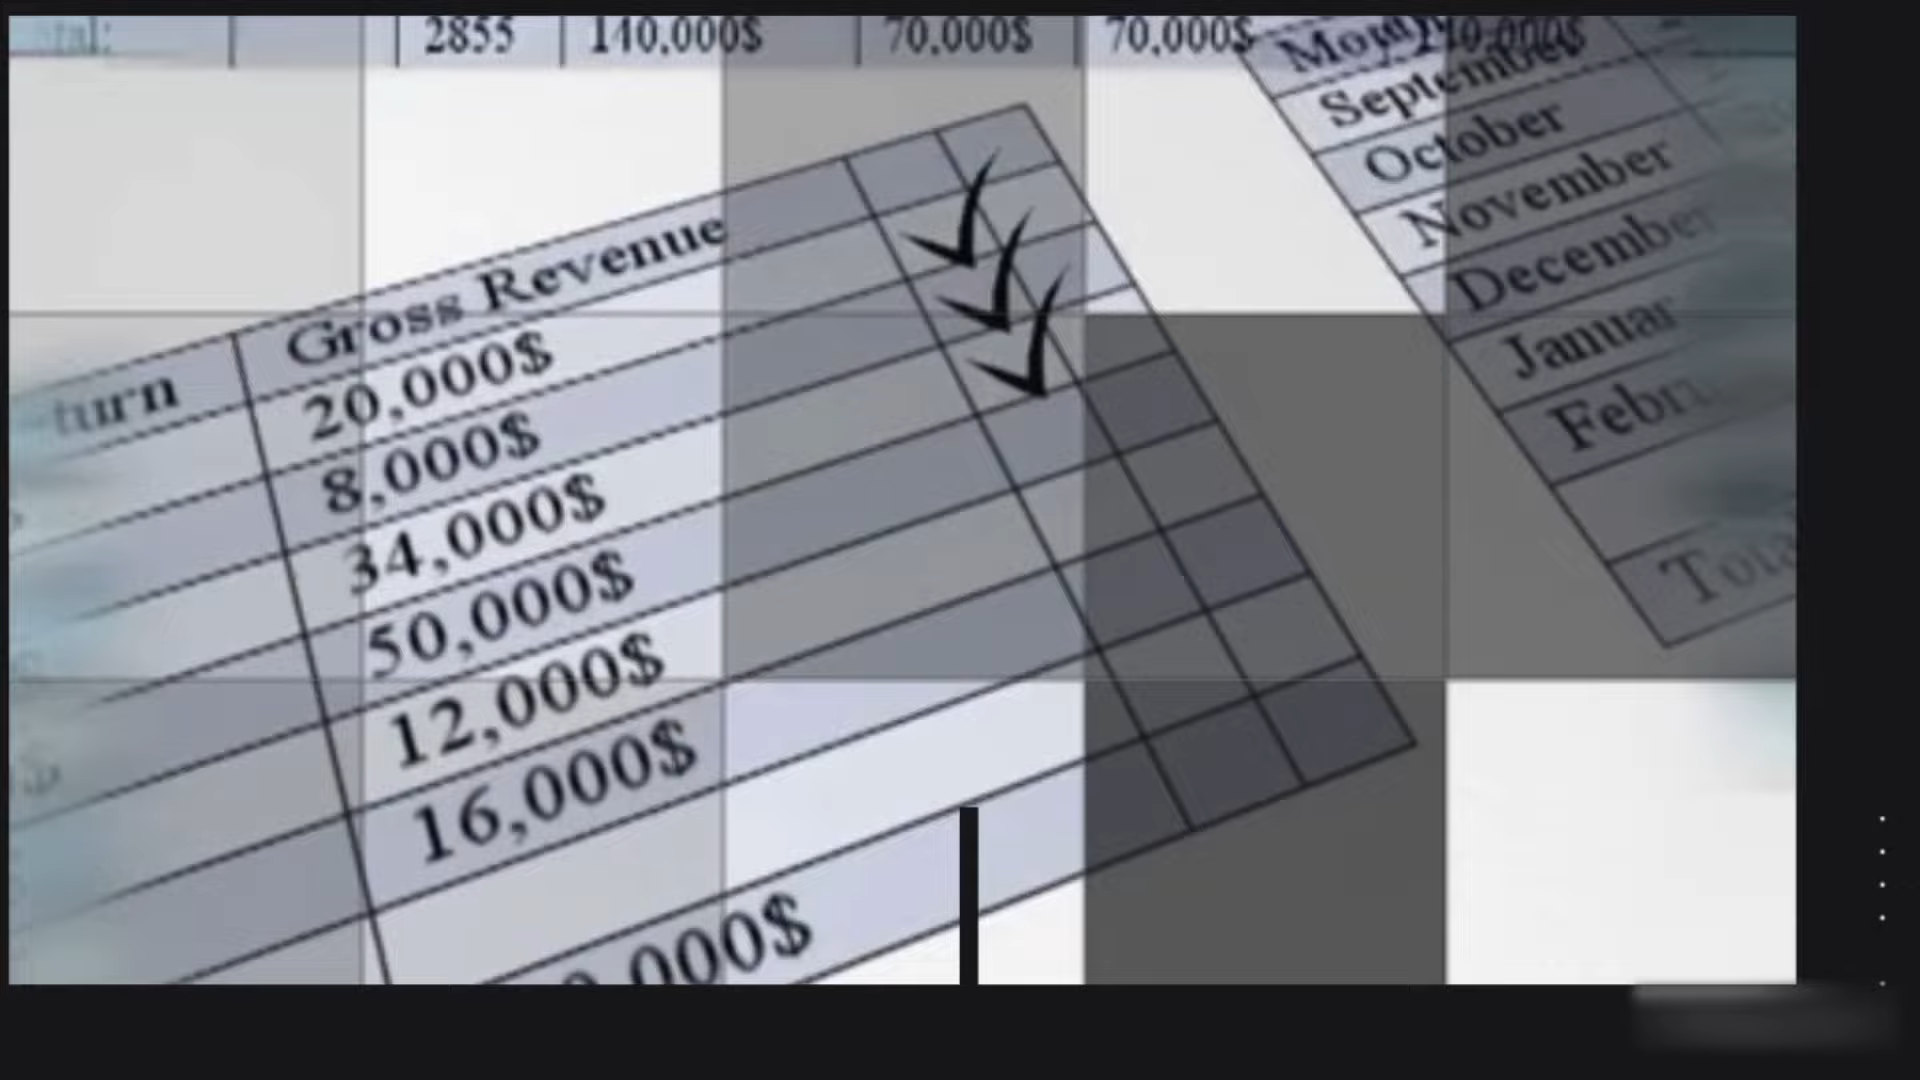 2855 140,000$ 70,000$ 70,000$
Gross Revenue
20,000$
8,000$
34,000$
50,000$
12,000$
16,000$
September
October
November
December